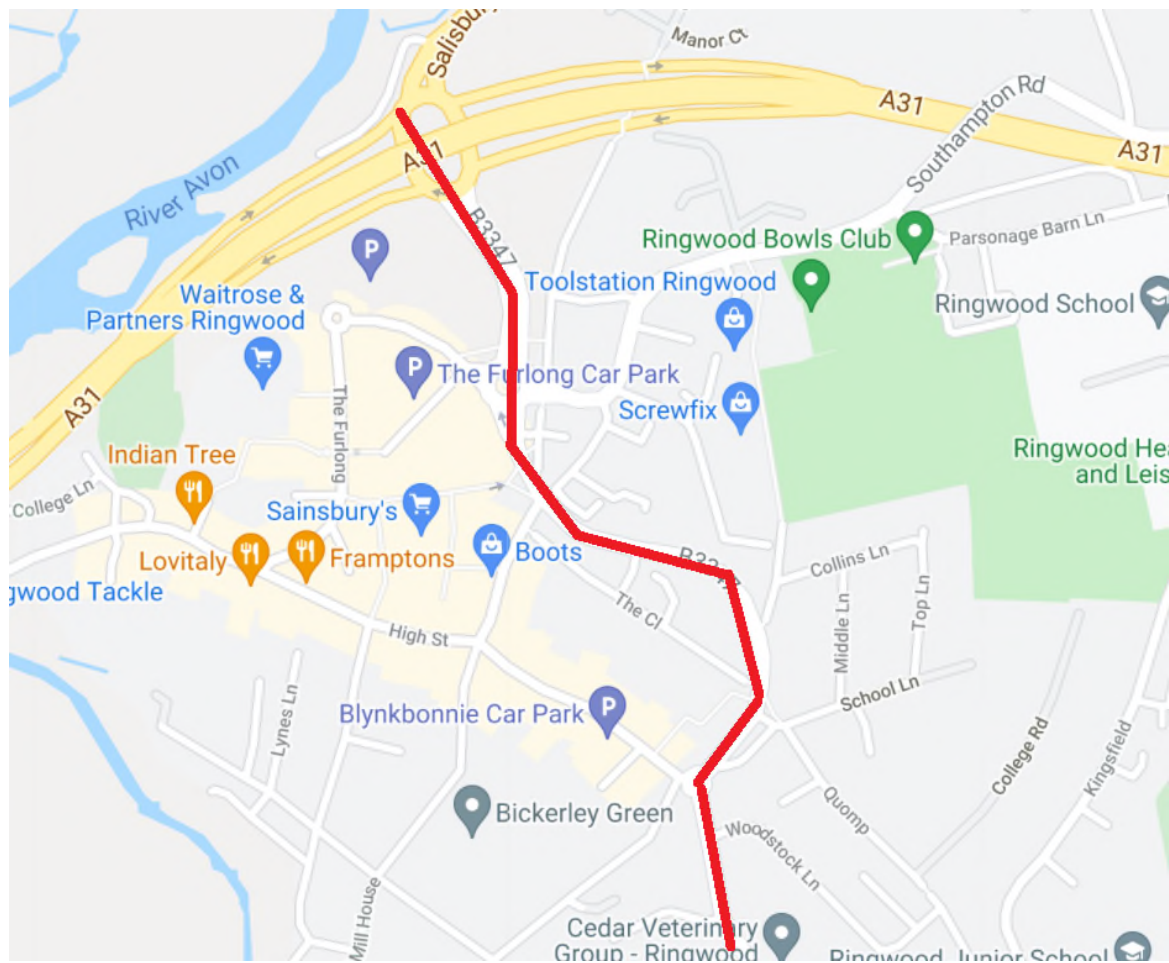 Salisbury
Manor Ct
A31
Southampton Rd
A31
A31
River Avon
B3347
Ringwood Bowls Club
Parsonage Barn Ln
Toolstation Ringwood
Ringwood School
Waitrose &
Partners Ringwood
P
P
The Furlong Car Park
A31
The Furlong
Screwfix
Indian Tree
Ringwood Hea
and Leis
College Ln
Sainsbury's
Lovitaly
Framptons
Boots
B3347
Collins Ln
gwood Tackle
The Cl
Middle Ln
Top Ln
High St
School Ln
Lynes Ln
Blynkbonnie Car Park
P
College Rd
Kingsfield
Bickerley Green
Quomp
Woodstock Ln
Mill House
Cedar Veterinary
Group - Ringwood
Ringwood Junior School